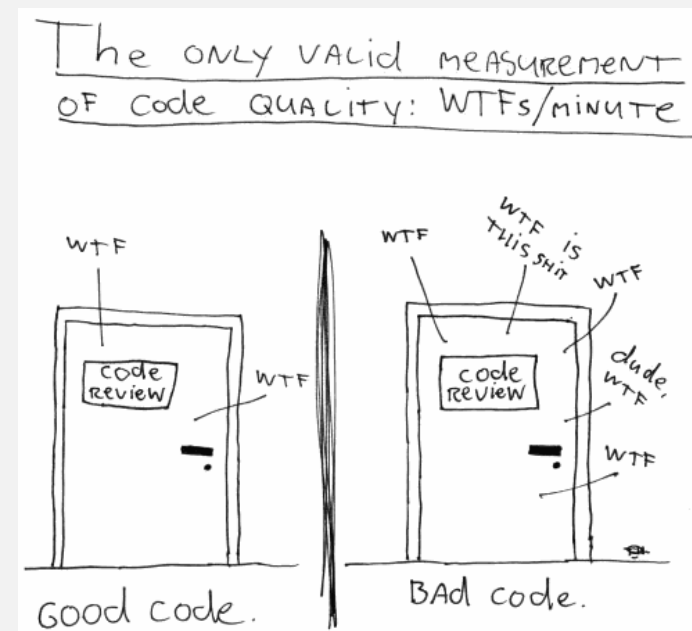 The ONLY VALID MEASUREMENT
OF Code QUALITY: WTFs/MINUTE
WTF
Code
REVIEW
WTF
GOOD code.
WTF
WTF is
THIS SHIT
WTF
dude,
WTF
Code
REVIEW
WTF
BAD code.